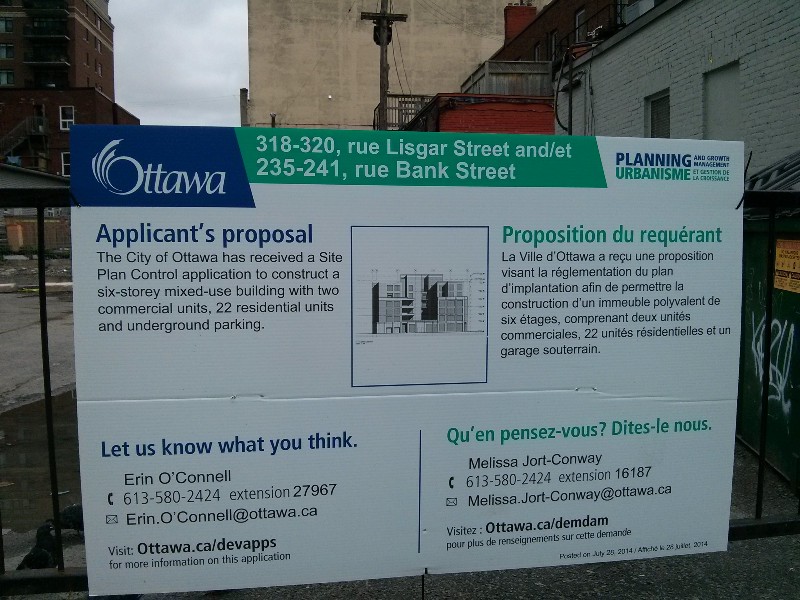 Ottawa
318-320, rue Lisgar Street and/et
235-241, rue Bank Street
PLANNING AND GROWTH MANAGEMENT
URBANISME ET GESTION DE LA CROISSANCE
Applicant's proposal
The City of Ottawa has received a Site
Plan Control application to construct a
six-storey mixed-use building with two
commercial units, 22 residential units
and underground parking.
Proposition du requérant
La Ville d'Ottawa a reçu une proposition
visant la réglementation du plan
d'implantation afin de permettre la
construction d'un immeuble polyvalent de
six étages, comprenant deux unités
commerciales, 22 unités résidentielles et un
garage souterrain.
Let us know what you think.
Erin O'Connell
613-580-2424 extension 27967
Erin.O'Connell@ottawa.ca
Visit: Ottawa.ca/devapps
for more information on this application
Qu'en pensez-vous? Dites-le nous.
Melissa Jort-Conway
613-580-2424 extension 16187
Melissa.Jort-Conway@ottawa.ca
Visitez : Ottawa.ca/demdam
pour plus de renseignements sur cette demande
Posted on July 28, 2014 / Affiché le 28 juillet, 2014